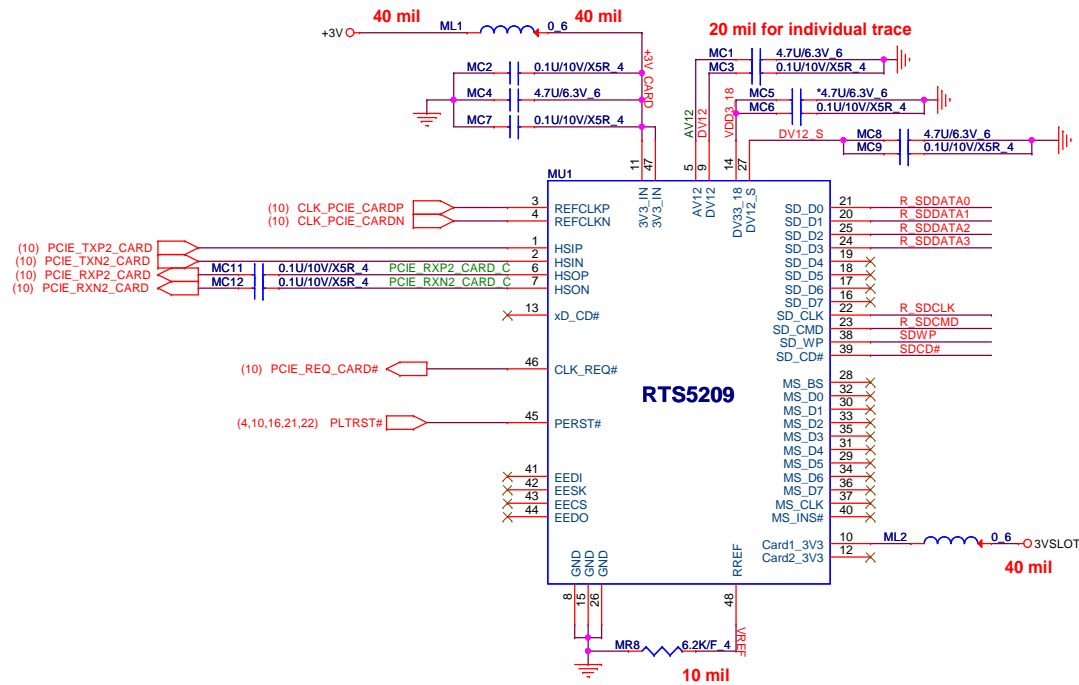 40 mil
40 mil
+3V
ML1
0_6
20 mil for individual trace
+3V_CARD
MC2
0.1U/10V/X5R_4
MC4
4.7U/6.3V_6
MC7
0.1U/10V/X5R_4
MC1
4.7U/6.3V_6
MC3
0.1U/10V/X5R_4
MC5
*4.7U/6.3V_6
MC6
0.1U/10V/X5R_4
AV12
DV12
VDD3_18
DV12_S
MC8
4.7U/6.3V_6
MC9
0.1U/10V/X5R_4
11
47
5
9
14
27
MU1
3V3_IN
3V3_IN
AV12
DV12
DV33_18
DV12_S
(10) CLK_PCIE_CARDP
3
REFCLKP
(10) CLK_PCIE_CARDN
4
REFCLKN
(10) PCIE_TXP2_CARD
1
HSIP
(10) PCIE_TXN2_CARD
2
HSIN
(10) PCIE_RXP2_CARD
MC11
0.1U/10V/X5R_4
PCIE_RXP2_CARD_C
6
HSOP
(10) PCIE_RXN2_CARD
MC12
0.1U/10V/X5R_4
PCIE_RXN2_CARD_C
7
HSON
13
xD_CD#
(10) PCIE_REQ_CARD#
46
CLK_REQ#
(4,10,16,21,22) PLTRST#
45
PERST#
41
EEDI
42
EESK
43
EECS
44
EEDO
RTS5209
SD_D0
21
R_SDDATA0
SD_D1
20
R_SDDATA1
SD_D2
25
R_SDDATA2
SD_D3
24
R_SDDATA3
SD_D4
19
SD_D5
18
SD_D6
17
SD_D7
16
SD_CLK
22
R_SDCLK
SD_CMD
23
R_SDCMD
SD_WP
38
SDWP
SD_CD#
39
SDCD#
MS_BS
28
MS_D0
32
MS_D1
30
MS_D2
33
MS_D3
35
MS_D4
31
MS_D5
29
MS_D6
34
MS_D7
36
MS_CLK
37
MS_INS#
40
Card1_3V3
10
ML2
0_6
3VSLOT
Card2_3V3
12
40 mil
GND
GND
GND
RREF
8
15
26
48
MR8
6.2K/F_4
VREF
10 mil